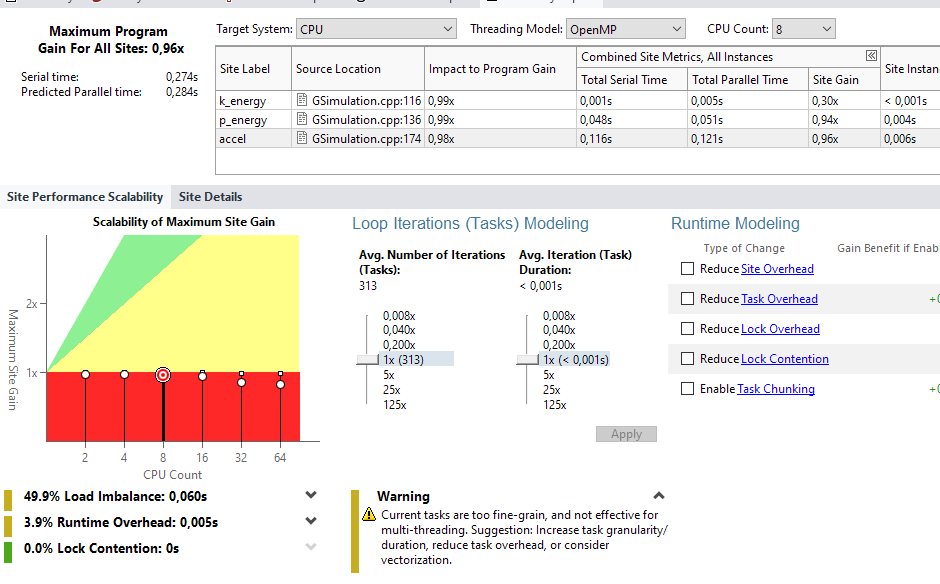 Maximum Program
Gain For All Sites: 0,96x
Serial time: 0,274s
Predicted Parallel time: 0,284s
Target System: CPU Threading Model: OpenMP CPU Count: 8
Combined Site Metrics, All Instances
Site Label Source Location Impact to Program Gain Total Serial Time Total Parallel Time Site Gain Site Instan
k_energy GSimulation.cpp:116 0,99x 0,001s 0,005s 0,30x < 0,001s
p_energy GSimulation.cpp:136 0,99x 0,048s 0,051s 0,94x 0,004s
accel GSimulation.cpp:174 0,98x 0,116s 0,121s 0,96x 0,006s
Site Performance Scalability Site Details
Scalability of Maximum Site Gain
Maximum Site Gain
2x
1x
2 4 8 16 32 64
CPU Count
Loop Iterations (Tasks) Modeling
Avg. Number of Iterations
(Tasks):
313
0,008x
0,040x
0,200x
1x (313)
5x
25x
125x
Avg. Iteration (Task)
Duration:
< 0,001s
0,008x
0,040x
0,200x
1x (< 0,001s)
5x
25x
125x
Apply
Runtime Modeling
Type of Change Gain Benefit if Enab
Reduce Site Overhead
Reduce Task Overhead +0
Reduce Lock Overhead
Reduce Lock Contention
Enable Task Chunking +0
49.9% Load Imbalance: 0,060s
3.9% Runtime Overhead: 0,005s
0.0% Lock Contention: 0s
Warning
Current tasks are too fine-grain, and not effective for
multi-threading. Suggestion: Increase task granularity/
duration, reduce task overhead, or consider
vectorization.